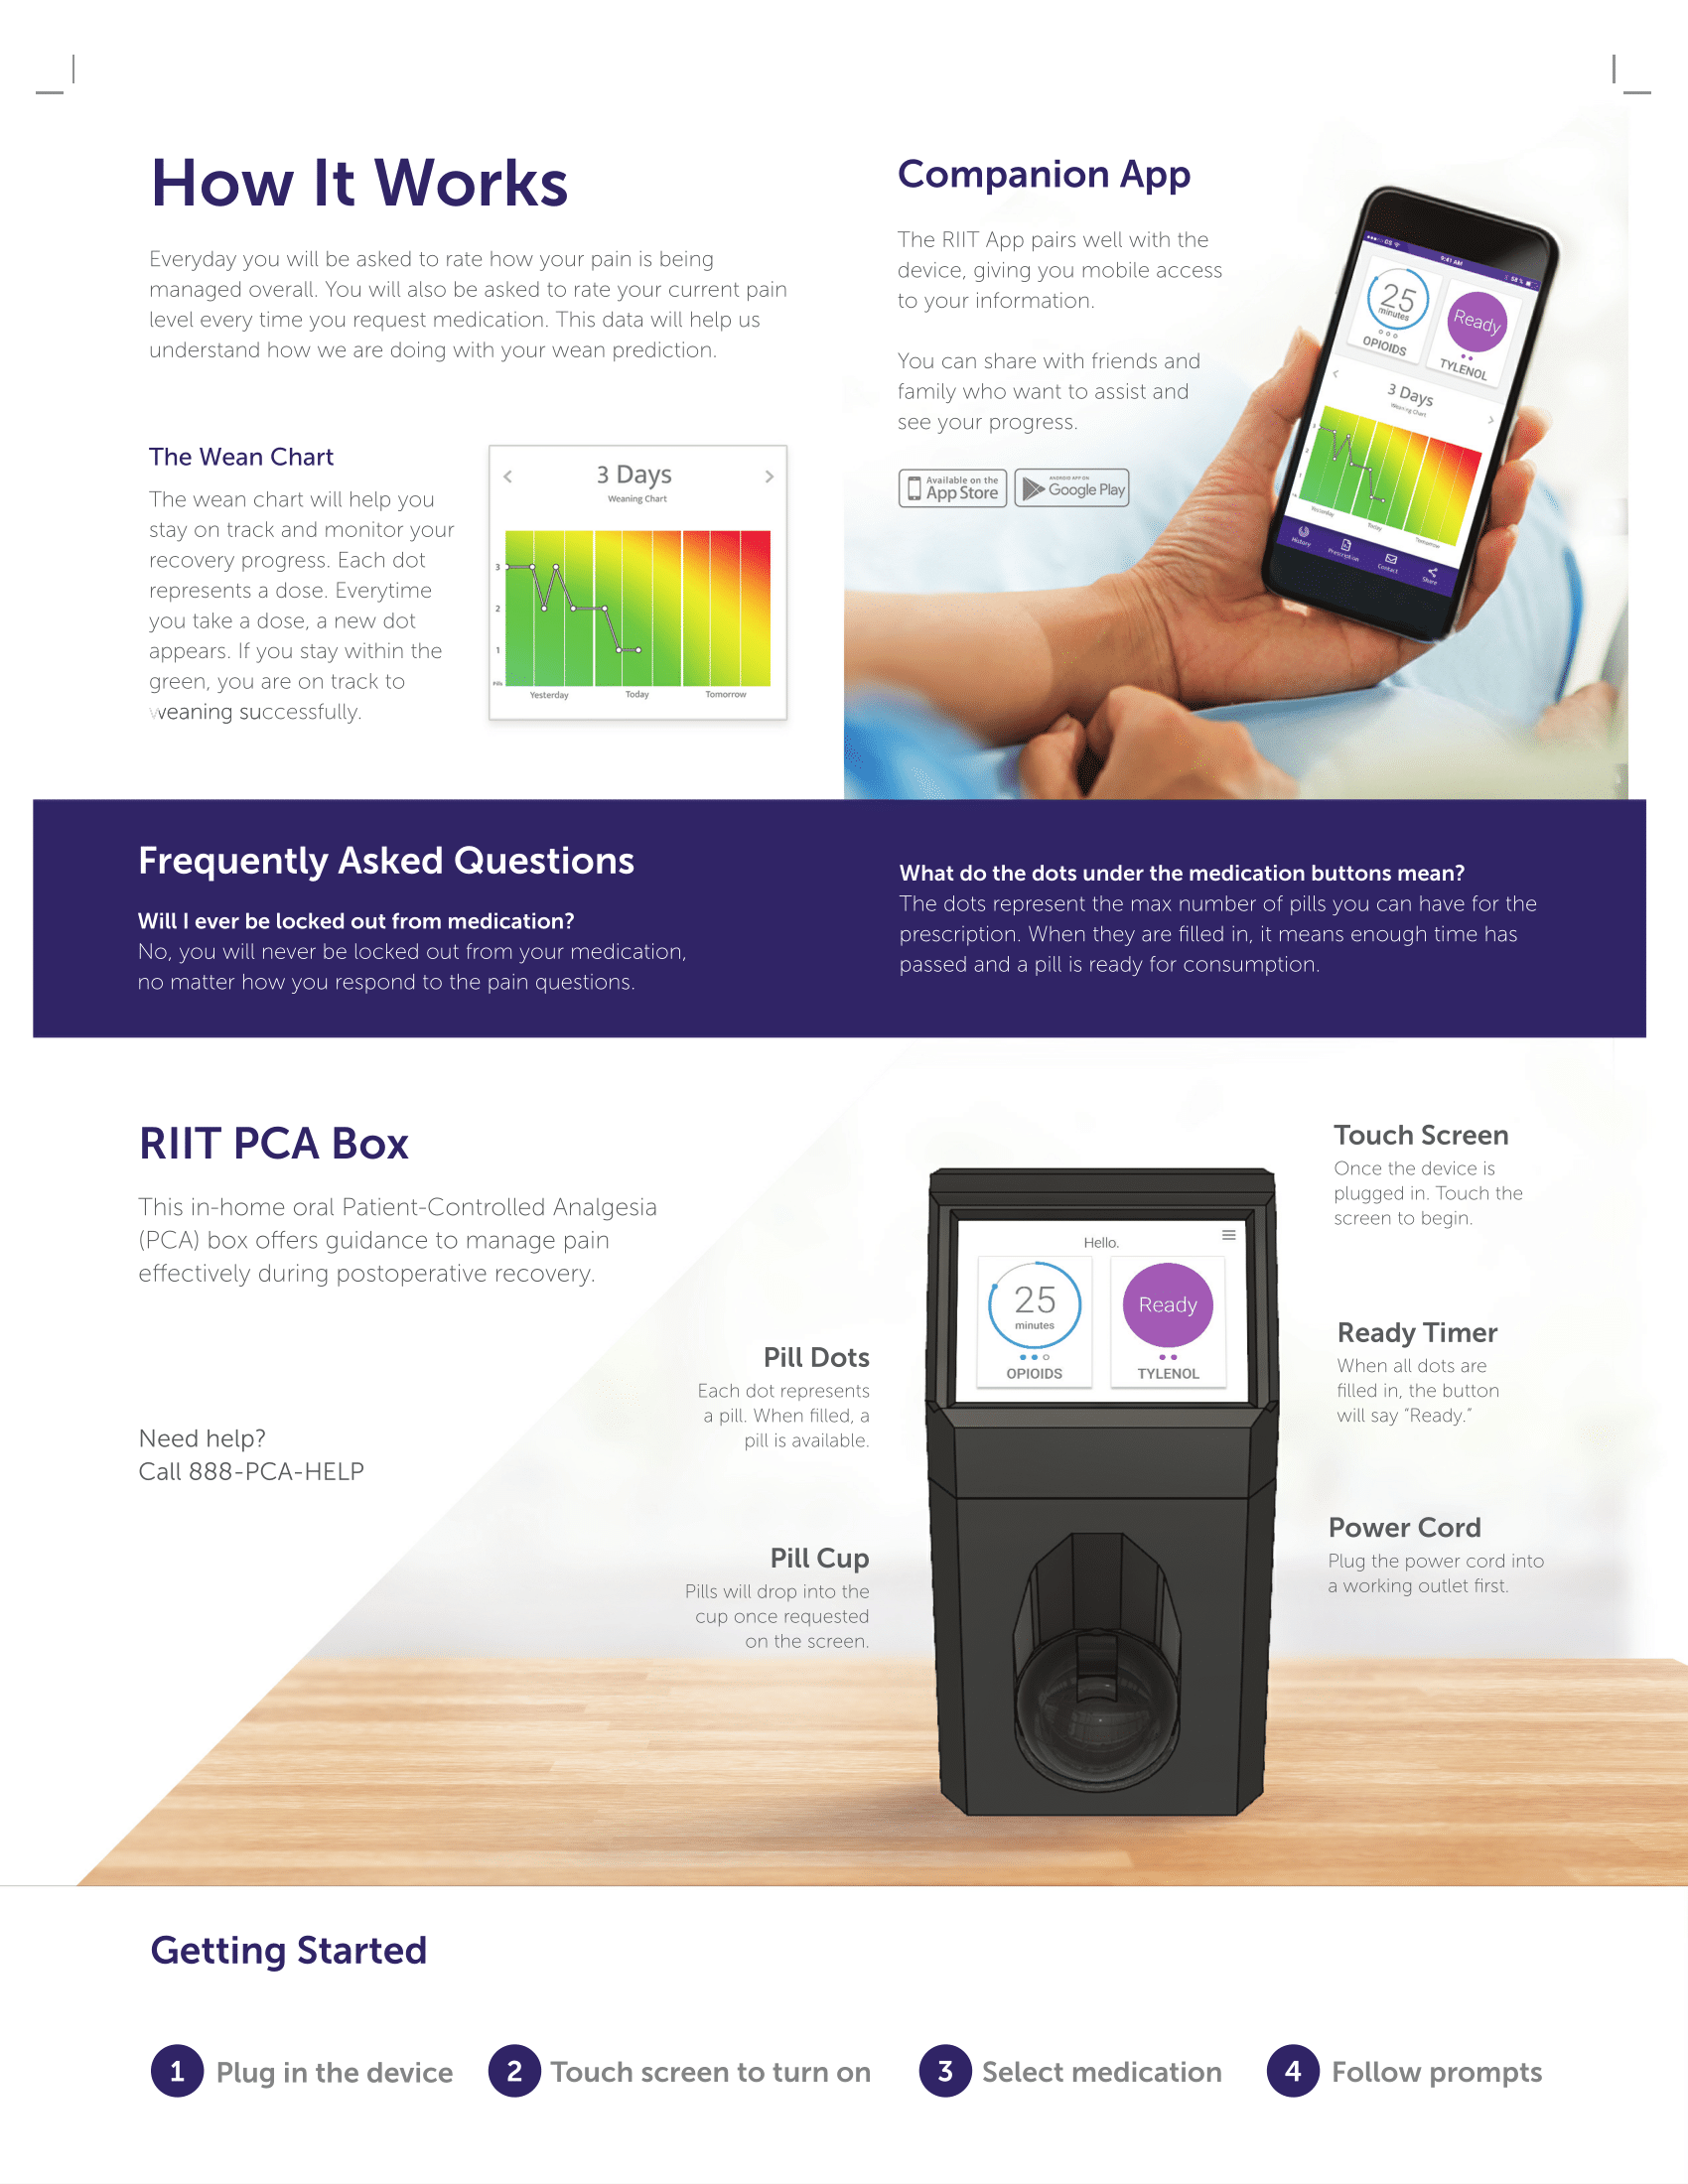 How It Works
Everyday you will be asked to rate how your pain is being
managed overall. You will also be asked to rate your current pain
level every time you request medication. This data will help us
understand how we are doing with your wean prediction.
The Wean Chart
The wean chart will help you
stay on track and monitor your
recovery progress. Each dot
represents a dose. Everytime
you take a dose, a new dot
appears. If you stay within the
green, you are on track to
weaning successfully.
3 Days
Weaning Chart
3
2
1
Pills
Yesterday Today Tomorrow
Companion App
The RIIT App pairs well with the
device, giving you mobile access
to your information.
You can share with friends and
family who want to assist and
see your progress.
Available on the
App Store
ANDROID APP ON
Google Play
GS 9:41 AM 58%
25
minutes
OPIOIDS
Ready
TYLENOL
3 Days
Weaning Chart
3
2
1
Yesterday Today Tomorrow
History Prescription Contact Share
Frequently Asked Questions
Will I ever be locked out from medication?
No, you will never be locked out from your medication,
no matter how you respond to the pain questions.
What do the dots under the medication buttons mean?
The dots represent the max number of pills you can have for the
prescription. When they are filled in, it means enough time has
passed and a pill is ready for consumption.
RIIT PCA Box
This in-home oral Patient-Controlled Analgesia
(PCA) box offers guidance to manage pain
effectively during postoperative recovery.
Need help?
Call 888-PCA-HELP
Pill Dots
Each dot represents
a pill. When filled, a
pill is available.
Pill Cup
Pills will drop into the
cup once requested
on the screen.
Hello.
25
minutes
OPIOIDS
Ready
TYLENOL
Touch Screen
Once the device is
plugged in. Touch the
screen to begin.
Ready Timer
When all dots are
filled in, the button
will say “Ready.”
Power Cord
Plug the power cord into
a working outlet first.
Getting Started
1 Plug in the device
2 Touch screen to turn on
3 Select medication
4 Follow prompts